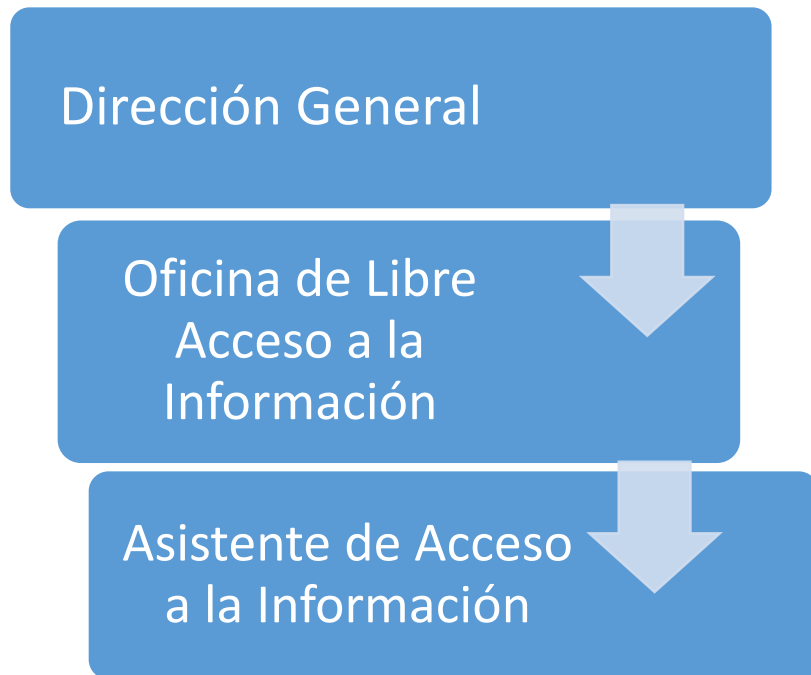 Dirección General
Oficina de Libre
Acceso a la
Información
Asistente de Acceso
a la Información